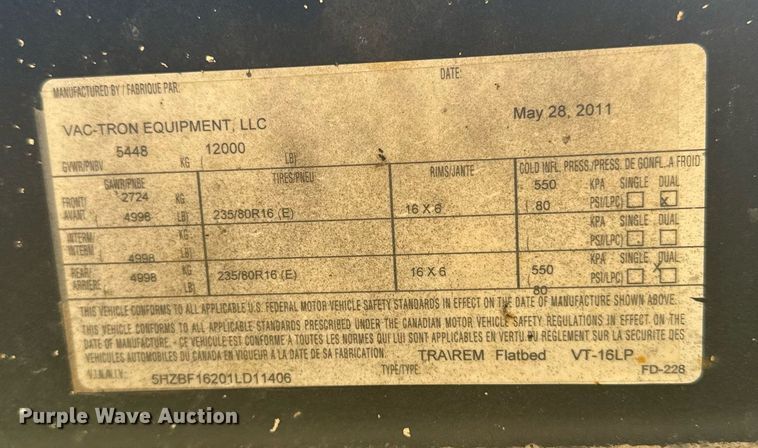 MANUFACTURED BY / FABRIQUE PAR: DATE:
VAC-TRON EQUIPMENT, LLC May 28, 2011
GVWR/PNBV 5448 KG 12000 LB)
GAWR/PNBE TIRES/PNEU RIMS/JANTE COLD INFL. PRESS./PRESS. DE GONFL. A FROID
FRONT/ 2724 KG 550 KPA SINGLE DUAL
AVANT ( 4998 LB) 235/80R16 (E) 16 X 6 ( 80 PSI/LPC) X
INTERM/ KG KPA SINGLE DUAL
INTERM ( 4998 LB) PSI/LPC)
REAR/ 4998 KG 235/80R16 (E) 16 X 6 550 KPA SINGLE DUAL X
ARRIÈRE ( LB) ( 80 PSI/LPC)
THIS VEHICLE CONFORMS TO ALL APPLICABLE U.S. FEDERAL MOTOR VEHICLE SAFETY STANDARDS IN EFFECT ON THE DATE OF MANUFACTURE SHOWN ABOVE.
THIS VEHICLE CONFORMS TO ALL APPLICABLE STANDARDS PRESCRIBED UNDER THE CANADIAN MOTOR VEHICLE SAFETY REGULATIONS IN EFFECT ON THE
DATE OF MANUFACTURE - CE VEHICULE EST CONFORME A TOUTES LES NORMES QUI LUI SONT APPLICABLES EN VERTU DU RÈGLEMENT SUR LA SECURITE DES
VEHICULES AUTOMOBILES DU CANADA EN VIGUEUR A LA DATE DE SA FABRICATION. TRA\REM Flatbed VT-16LP
V.I.N./N.I.V.: 5HZBF16201LD11406 TYPE/TYPE: FD-228
Purple Wave Auction